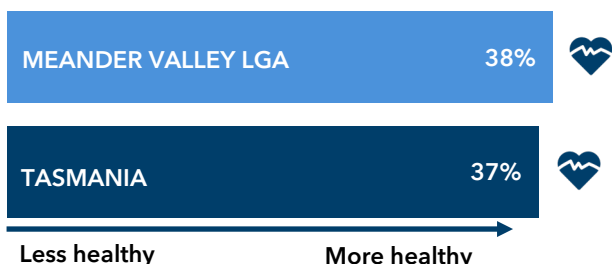 MEANDER VALLEY LGA 38%
TASMANIA 37%
Less healthy More healthy